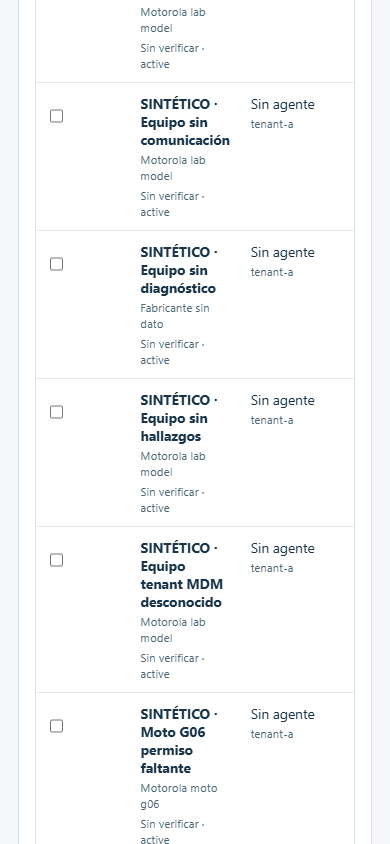 Motorola lab
model
Sin verificar ·
active
SINTÉTICO ·
Equipo sin
comunicación
Motorola lab
model
Sin verificar ·
active
Sin agente
tenant-a
SINTÉTICO ·
Equipo sin
diagnóstico
Fabricante sin
dato
Sin verificar ·
active
Sin agente
tenant-a
SINTÉTICO ·
Equipo sin
hallazgos
Motorola lab
model
Sin verificar ·
active
Sin agente
tenant-a
SINTÉTICO ·
Equipo
tenant MDM
desconocido
Motorola lab
model
Sin verificar ·
active
Sin agente
tenant-a
SINTÉTICO ·
Moto G06
permiso
faltante
Motorola moto
g06
Sin verificar ·
active
Sin agente
tenant-a